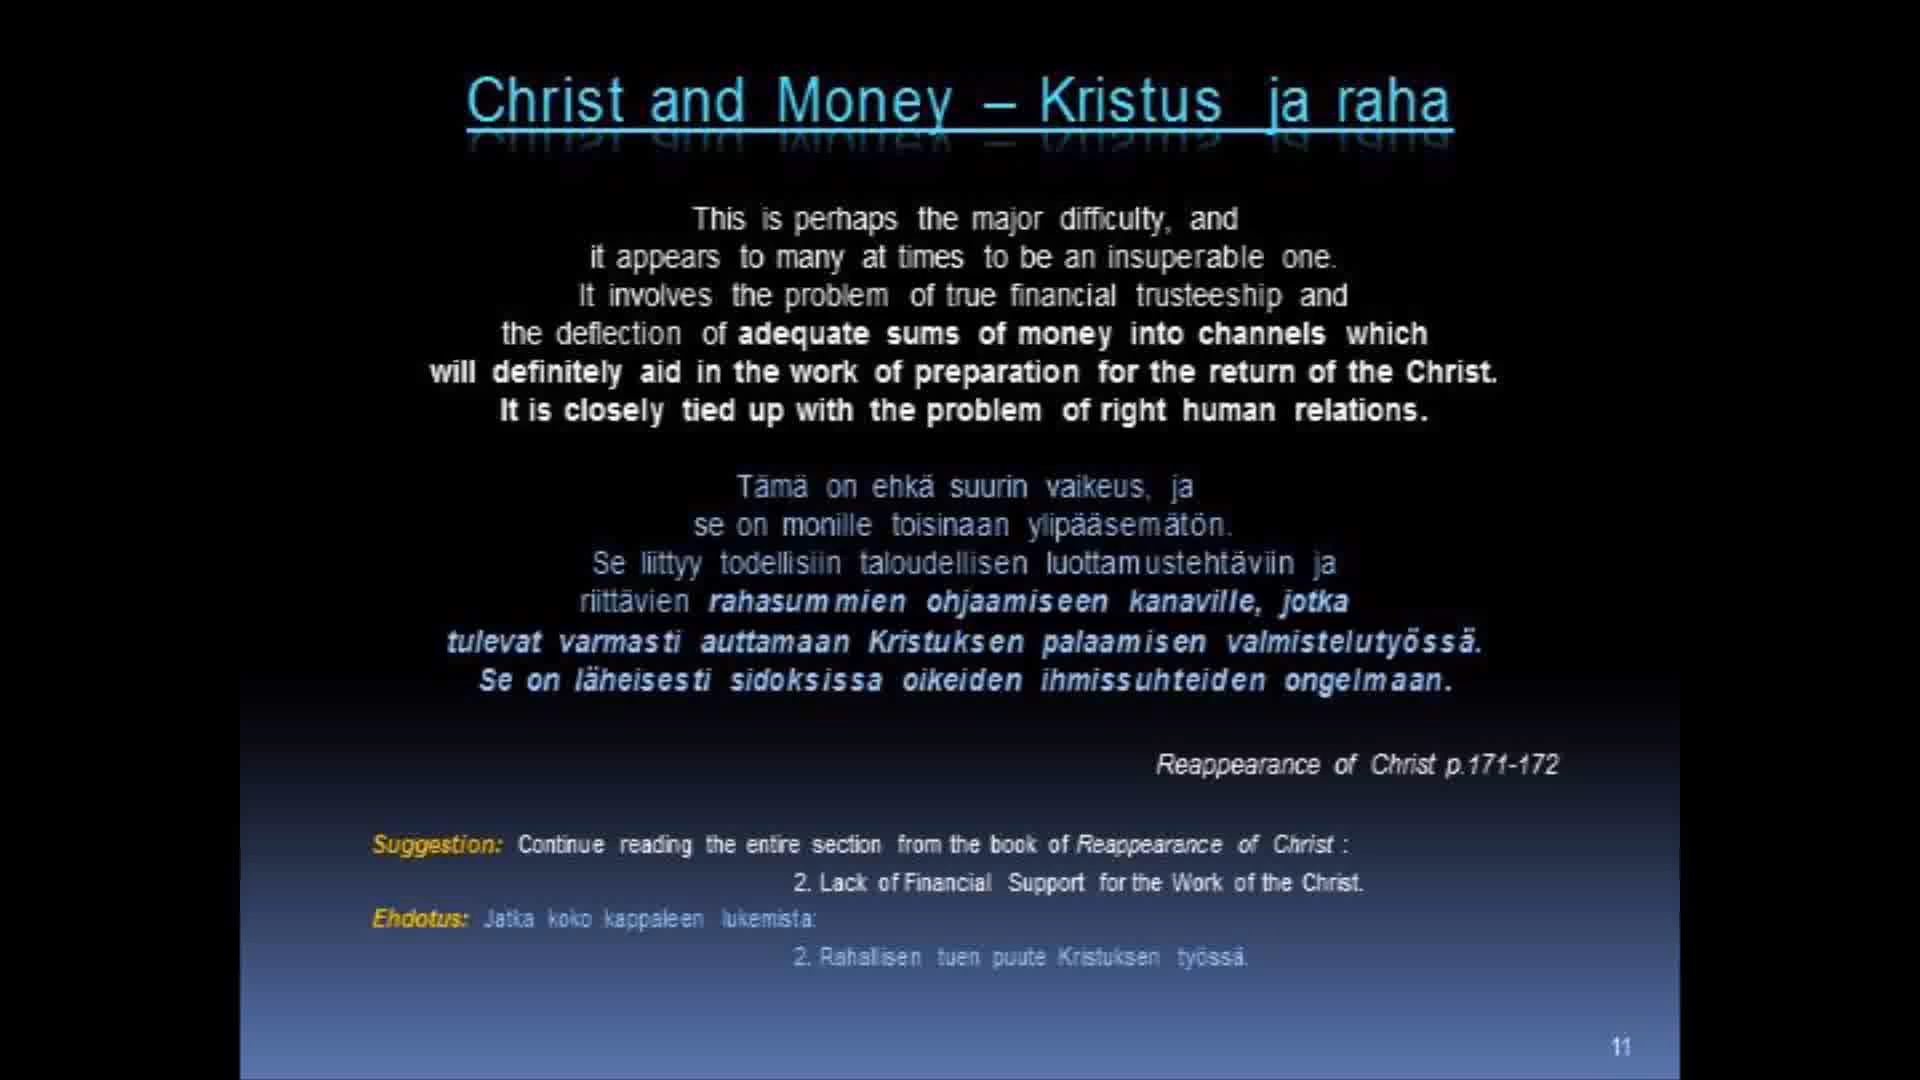 Christ and Money – Kristus ja raha
This is perhaps the major difficulty, and
it appears to many at times to be an insuperable one.
It involves the problem of true financial trusteeship and
the deflection of adequate sums of money into channels which
will definitely aid in the work of preparation for the return of the Christ.
It is closely tied up with the problem of right human relations.
Tämä on ehkä suurin vaikeus, ja
se on monille toisinaan ylipääsemätön.
Se liittyy todellisiin taloudellisen luottamustehtäviin ja
riittävien rahasummien ohjaamiseen kanaville, jotka
tulevat varmasti auttamaan Kristuksen palaamisen valmistelutyössä.
Se on läheisesti sidoksissa oikeiden ihmissuhteiden ongelmaan.
Reappearance of Christ p.171-172
Suggestion: Continue reading the entire section from the book of Reappearance of Christ :
2. Lack of Financial Support for the Work of the Christ.
Ehdotus: Jatka koko kappaleen lukemista:
2. Rahallisen tuen puute Kristuksen työssä.
11